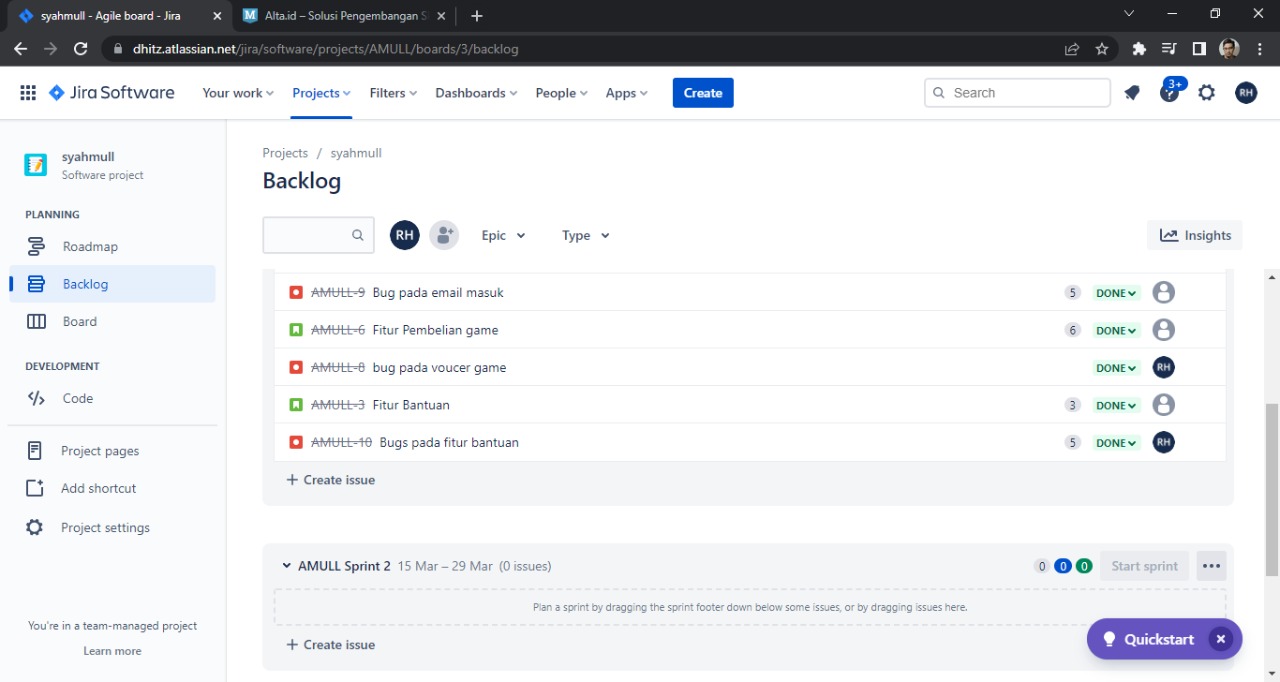 syahmull - Agile board - Jira
Alta.id – Solusi Pengembangan S
dhitz.atlassian.net/jira/software/projects/AMULL/boards/3/backlog
Jira Software
Your work
Projects
Filters
Dashboards
People
Apps
Create
Search
3+
RH
syahmull
Software project
PLANNING
Roadmap
Backlog
Board
DEVELOPMENT
Code
Project pages
Add shortcut
Project settings
You're in a team-managed project
Learn more
Projects / syahmull
Backlog
RH
Epic
Type
Insights
AMULL-9 Bug pada email masuk 5 DONE
AMULL-6 Fitur Pembelian game 6 DONE
AMULL-8 bug pada voucer game DONE RH
AMULL-3 Fitur Bantuan 3 DONE
AMULL-10 Bugs pada fitur bantuan 5 DONE RH
+ Create issue
AMULL Sprint 2 15 Mar – 29 Mar (0 issues) 0 0 0 Start sprint
Plan a sprint by dragging the sprint footer down below some issues, or by dragging issues here.
+ Create issue
Quickstart